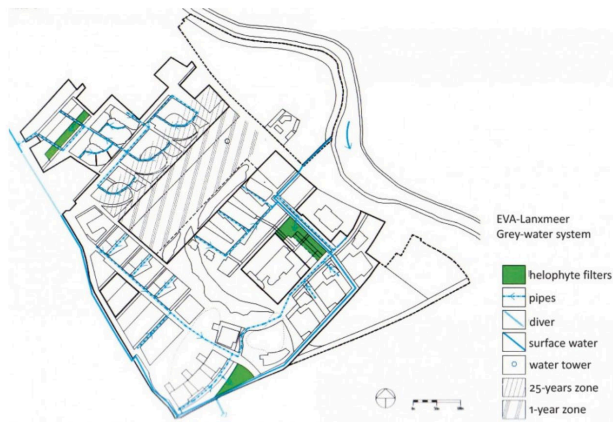 EVA-Lanxmeer
Grey-water system
helophyte filters
pipes
diver
surface water
water tower
25-years zone
1-year zone